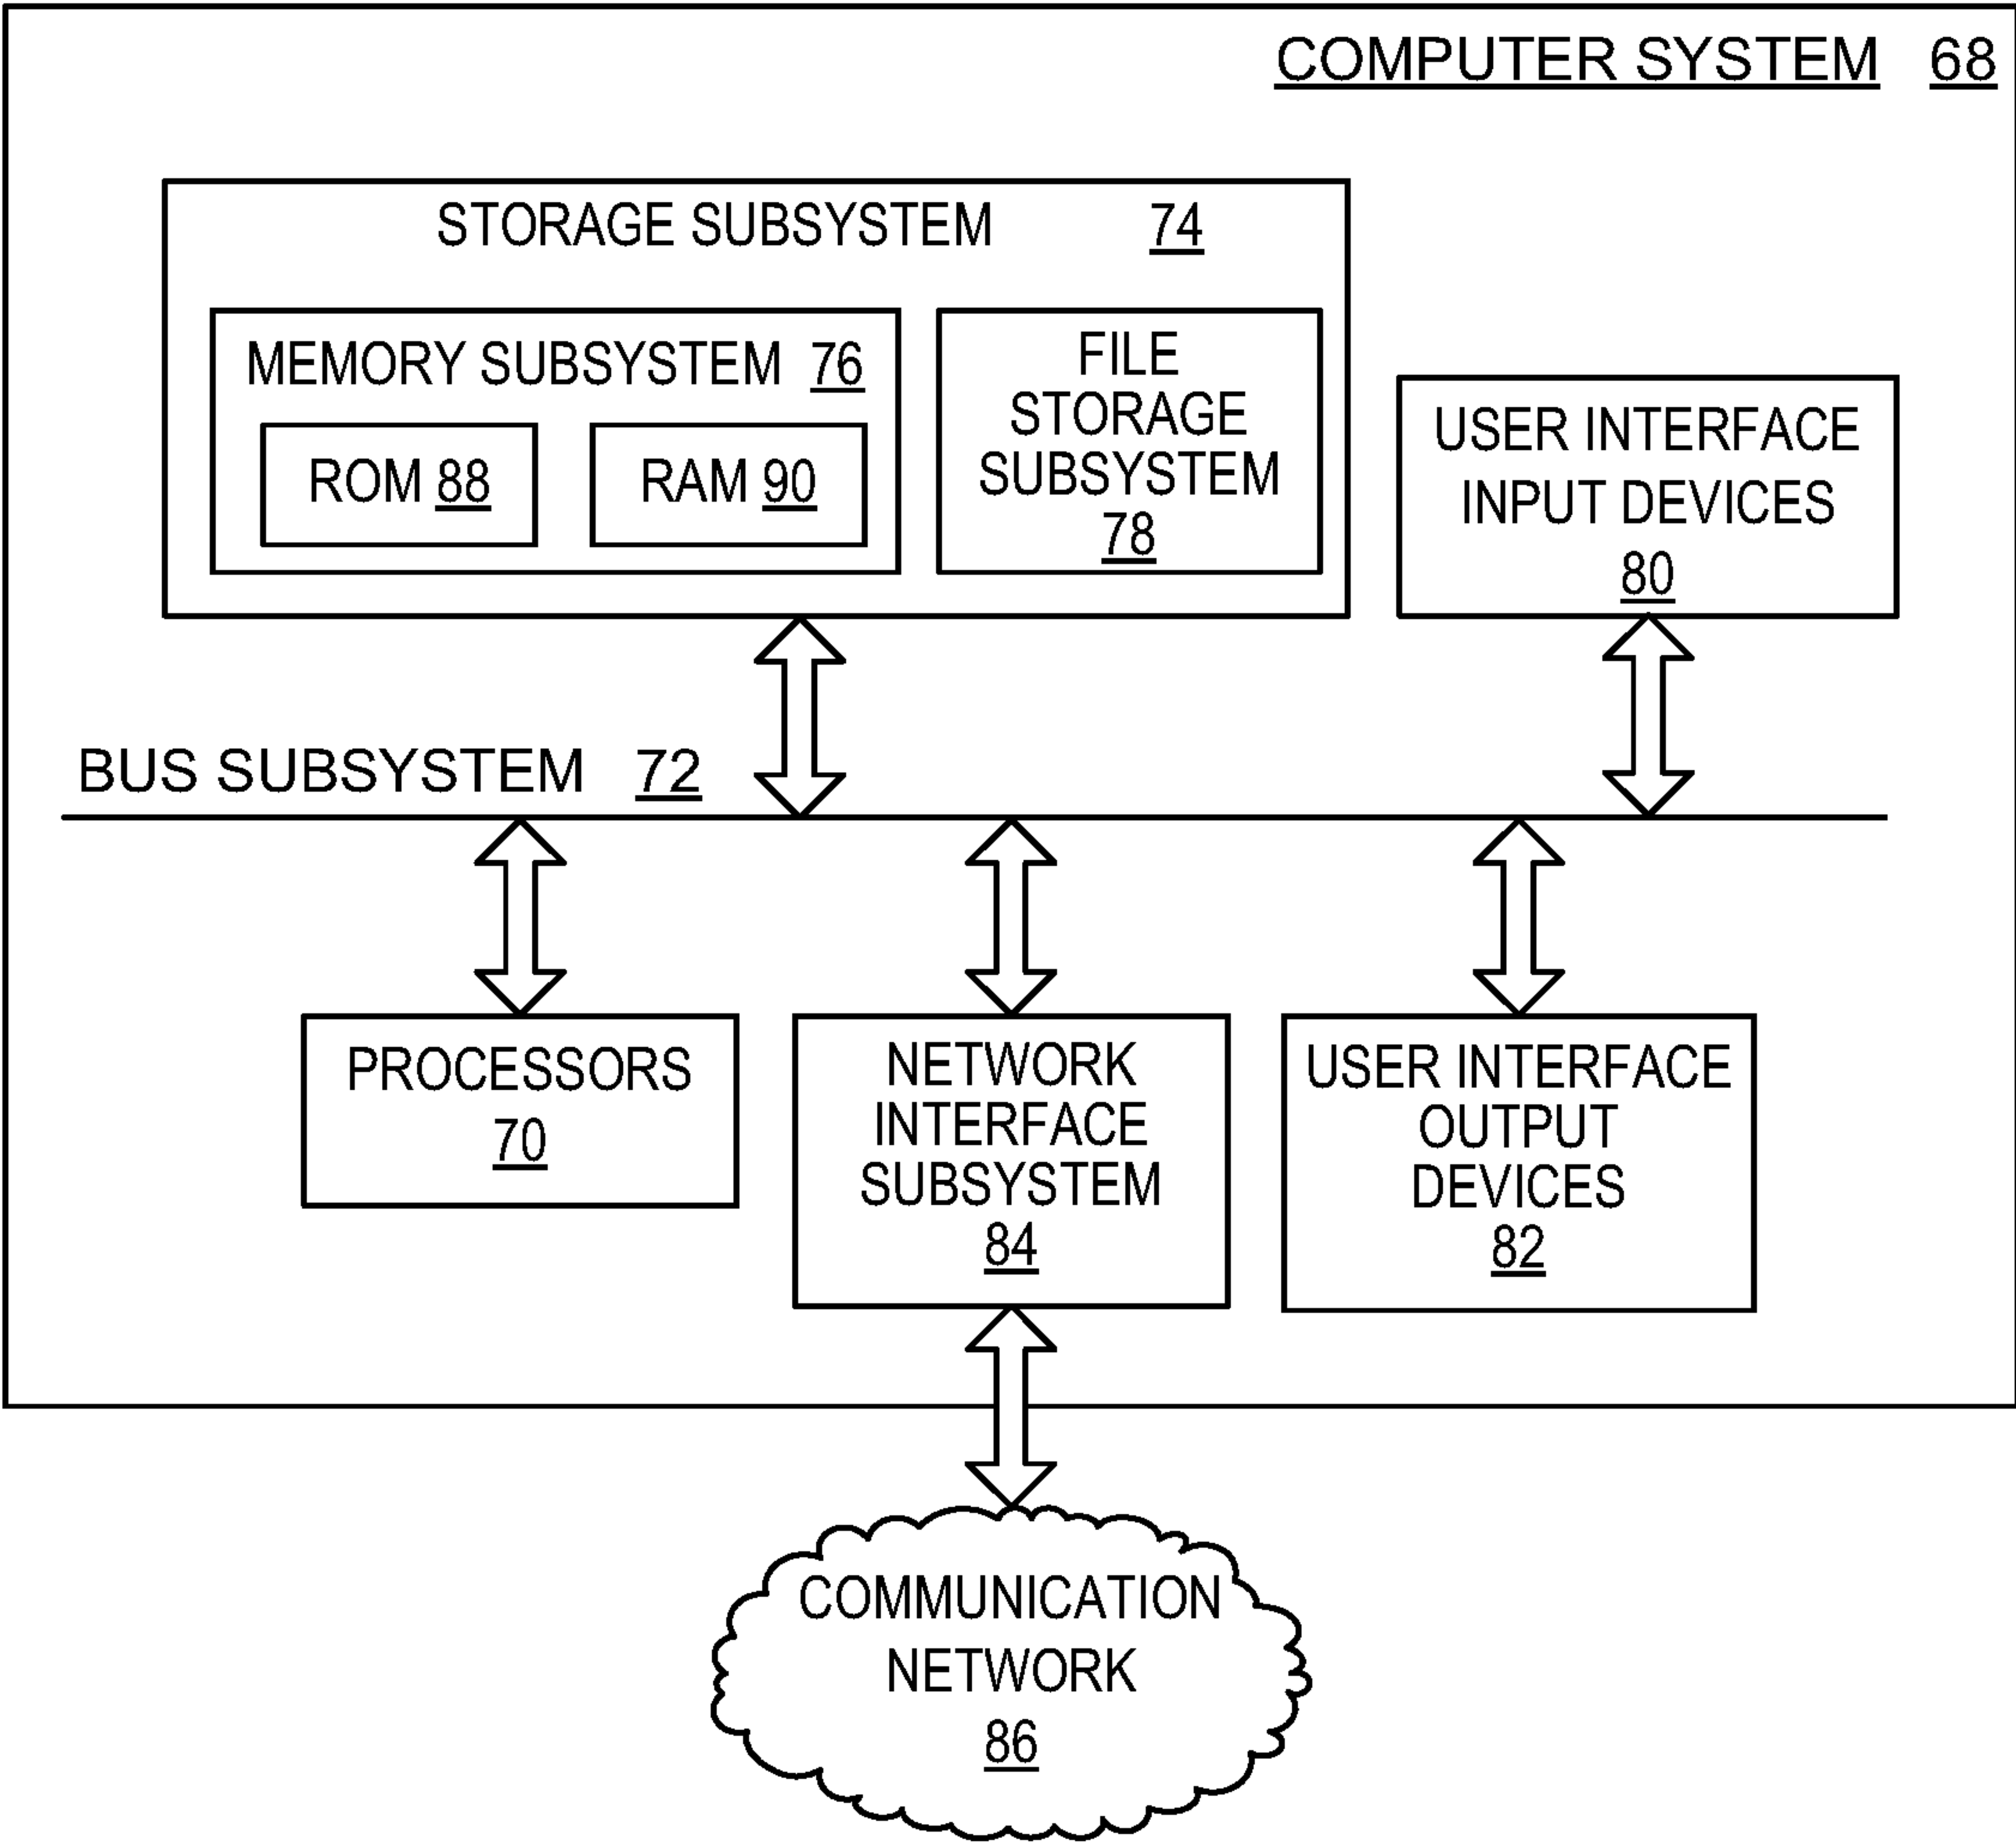 COMPUTER SYSTEM 68
STORAGE SUBSYSTEM 74
MEMORY SUBSYSTEM 76
ROM 88
RAM 90
FILE
STORAGE
SUBSYSTEM
78
USER INTERFACE
INPUT DEVICES
80
BUS SUBSYSTEM 72
PROCESSORS
70
NETWORK
INTERFACE
SUBSYSTEM
84
USER INTERFACE
OUTPUT
DEVICES
82
COMMUNICATION
NETWORK
86